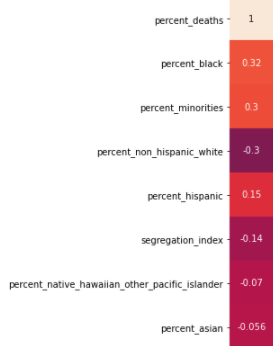 percent_deaths 1
percent_black 0.32
percent_minorities 0.3
percent_non_hispanic_white -0.3
percent_hispanic 0.15
segregation_index -0.14
percent_native_hawaiian_other_pacific_islander -0.07
percent_asian -0.056